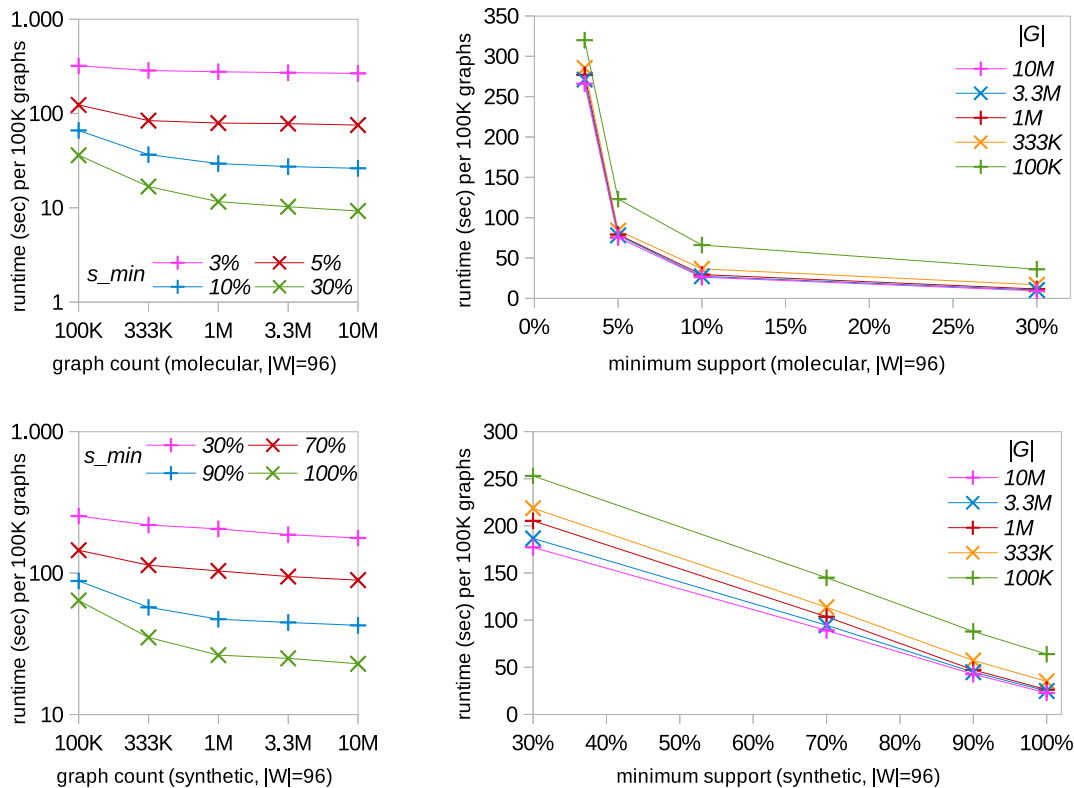 1.000
100
10
1
runtime (sec) per 100K graphs
s_min
3%
5%
10%
30%
100K 333K 1M 3.3M 10M
graph count (molecular, |W|=96)
350
300
250
200
150
100
50
0
runtime (sec) per 100K graphs
|G|
10M
3.3M
1M
333K
100K
0% 5% 10% 15% 20% 25% 30%
minimum support (molecular, |W|=96)
1.000
100
10
runtime (sec) per 100K graphs
s_min
30%
70%
90%
100%
100K 333K 1M 3.3M 10M
graph count (synthetic, |W|=96)
300
250
200
150
100
50
0
runtime (sec) per 100K graphs
|G|
10M
3.3M
1M
333K
100K
30% 40% 50% 60% 70% 80% 90% 100%
minimum support (synthetic, |W|=96)